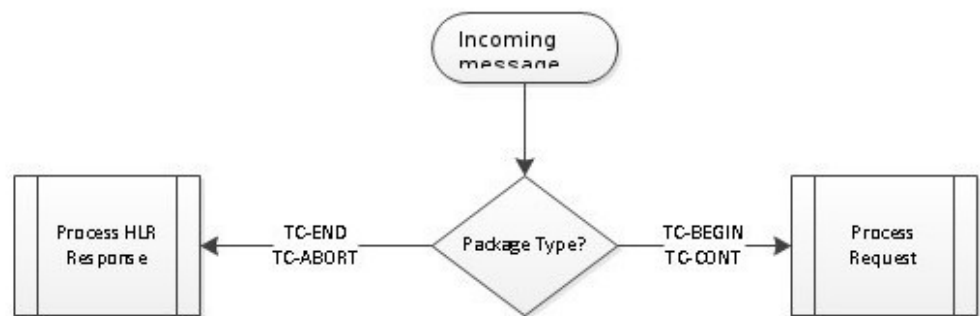 Incoming
message
Process HLR
Response
TC-END
TC-ABORT
Package Type?
TC-BEGIN
TC-CONT
Process
Request